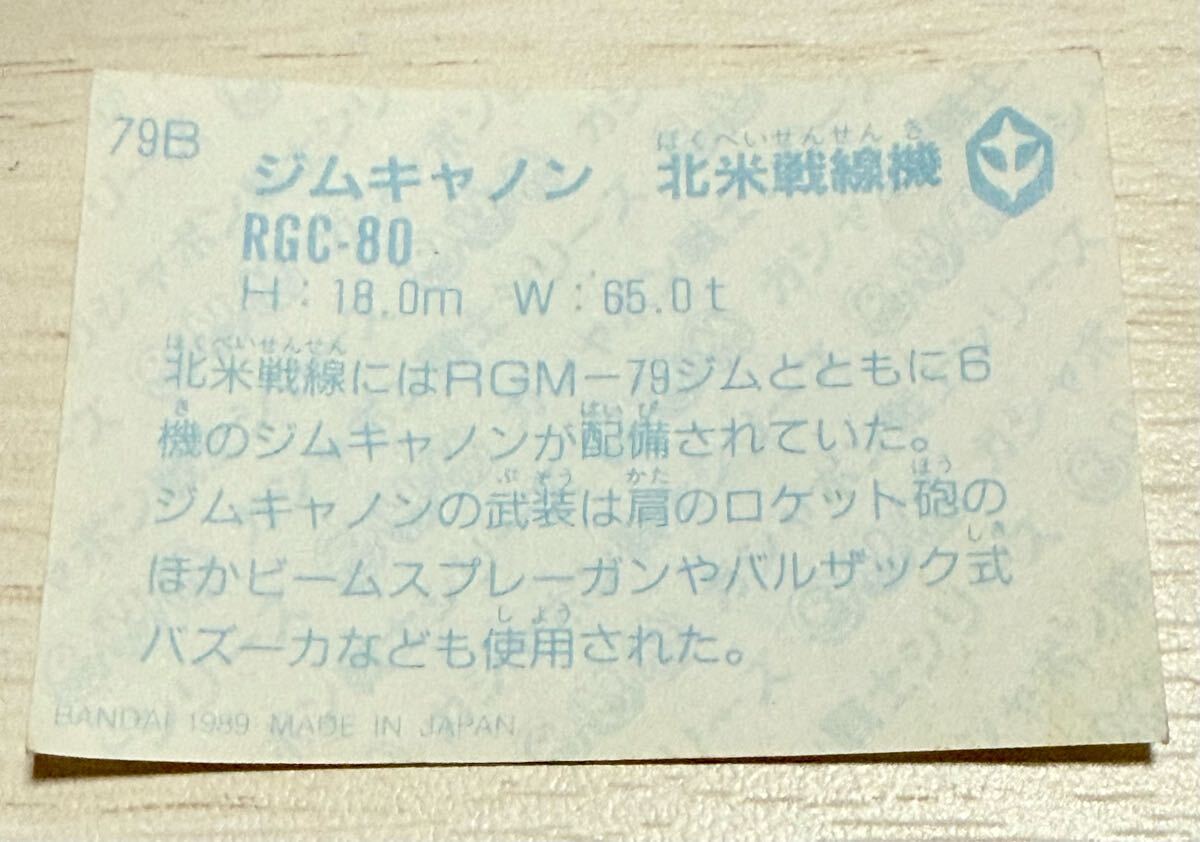 79B
ジムキャノン 北米戦線機
ほくべいせんせんき
RGC-80
H:18.0m W:65.0t
ほくべいせんせん
北米戦線にはRGM-79ジムとともに6
き はいび
機のジムキャノンが配備されていた。
ぶそう かた ほう
ジムキャノンの武装は肩のロケット砲の
しき
ほかビームスプレーガンやバルザック式
しよう
バズーカなども使用された。
BANDAI 1989 MADE IN JAPAN